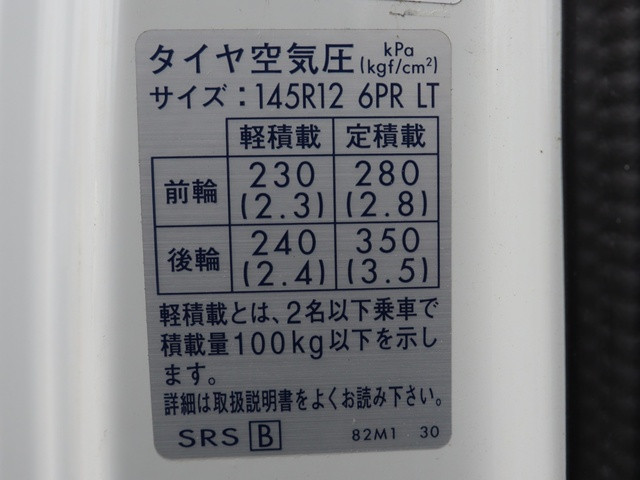 タイヤ空気圧 kPa (kgf/cm²)
サイズ：145R12 6PR LT
軽積載 定積載
前輪 230 (2.3) 280 (2.8)
後輪 240 (2.4) 350 (3.5)
軽積載とは、2名以下乗車で
積載量100kg以下を示し
ます。
詳細は取扱説明書をよくお読み下さい。
SRS B 82M1 30